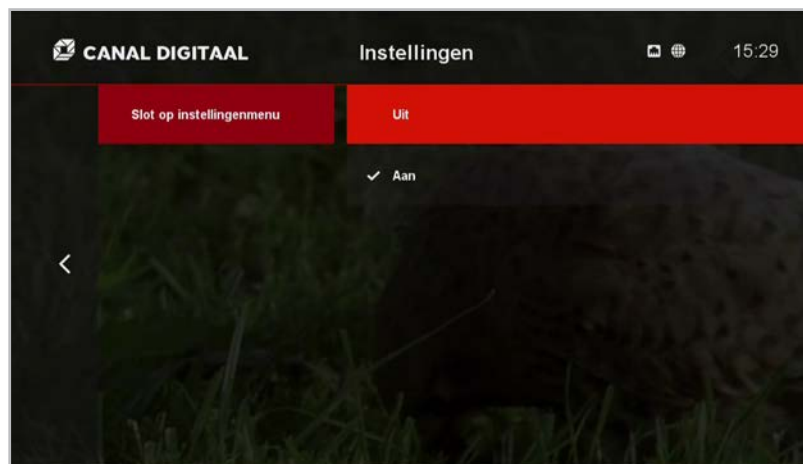 CANAL DIGITAAL
Instellingen
15:29
Slot op instellingenmenu
Uit
Aan